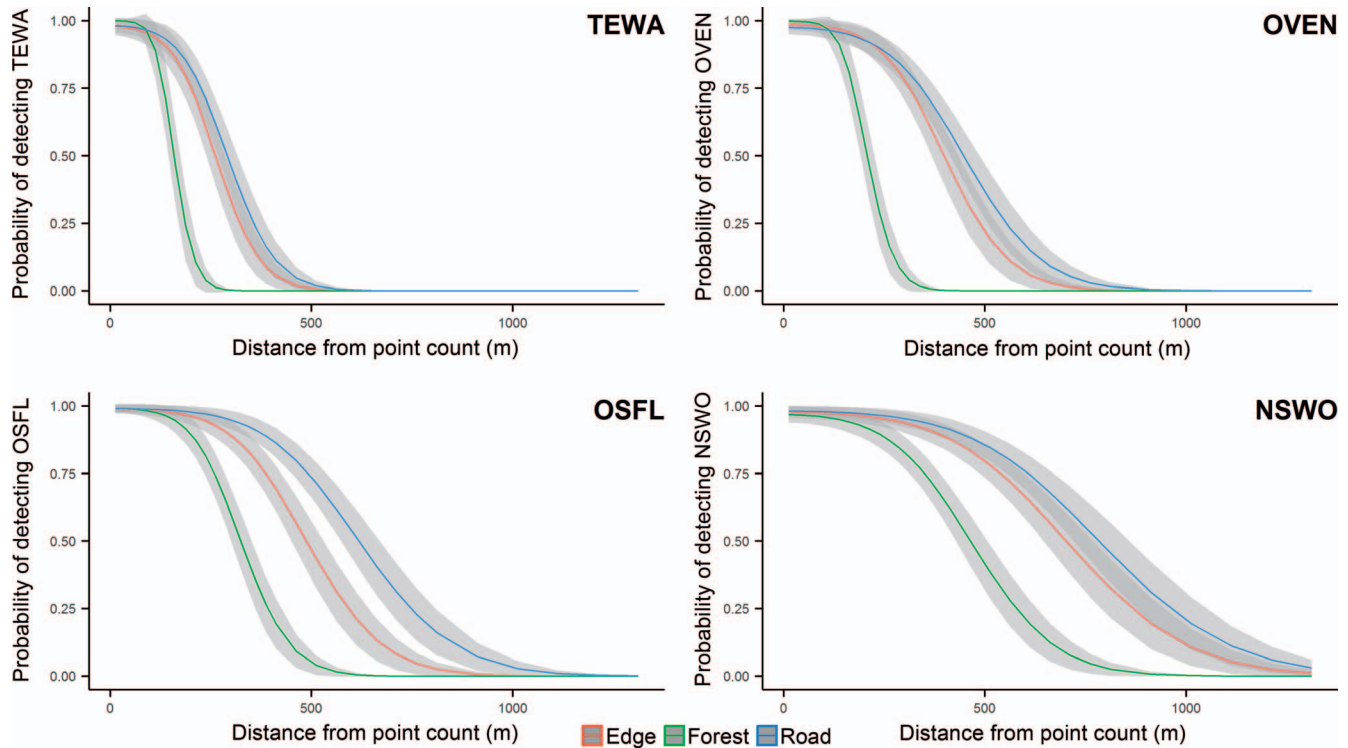 TEWA
Probability of detecting TEWA
1.00
0.75
0.50
0.25
0.00
0 500 1000
Distance from point count (m)
OVEN
Probability of detecting OVEN
1.00
0.75
0.50
0.25
0.00
0 500 1000
Distance from point count (m)
OSFL
Probability of detecting OSFL
1.00
0.75
0.50
0.25
0.00
0 500 1000
Distance from point count (m)
NSWO
Probability of detecting NSWO
1.00
0.75
0.50
0.25
0.00
0 500 1000
Distance from point count (m)
Edge Forest Road